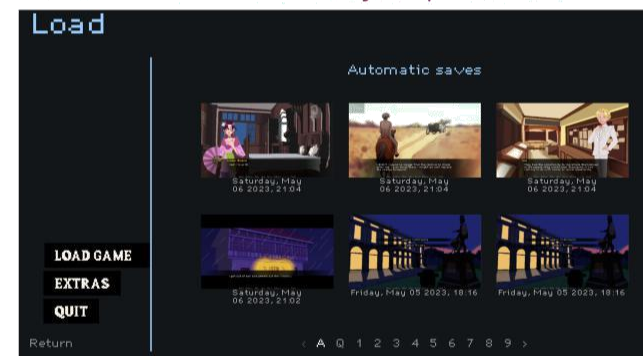 Load
Automatic saves
Saturday, May
06 2023, 21:04
Saturday, May
06 2023, 21:04
Saturday, May
06 2023, 21:04
Saturday, May
06 2023, 21:02
Friday, May 05 2023, 18:16
Friday, May 05 2023, 18:16
LOAD GAME
EXTRAS
QUIT
Return
< A Q 1 2 3 4 5 6 7 8 9 >